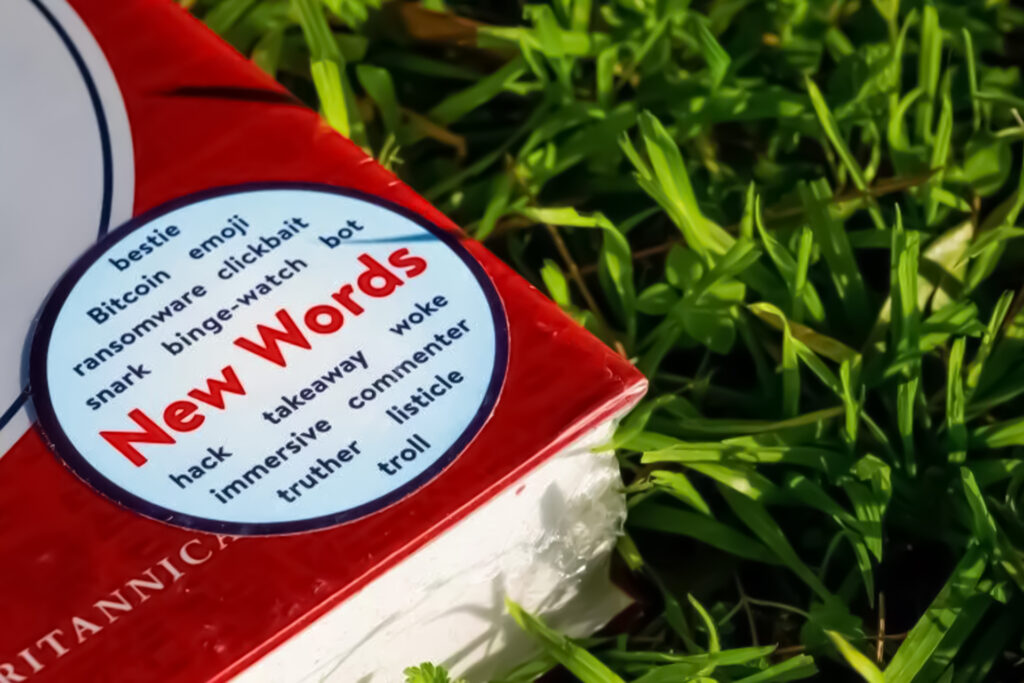 bestie
Bitcoin emoji
ransomware clickbait
snark binge-watch bot
New Words
hack takeaway woke
immersive commenter
truther listicle
troll
RITANNICA